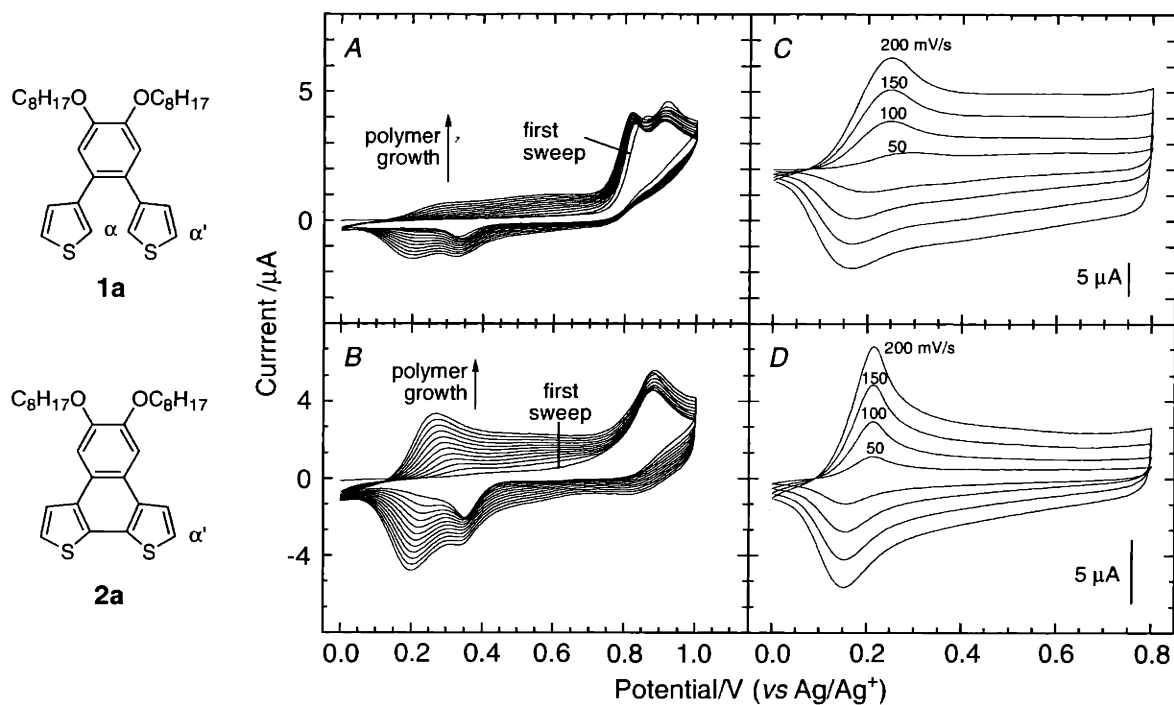 C₈H₁₇O OC₈H₁₇
α
α'
S S
1a
C₈H₁₇O OC₈H₁₇
α'
S S
2a
Currrent /μA
A
5
0
polymer
growth
first
sweep
B
4
0
-4
polymer
growth
first
sweep
0.0 0.2 0.4 0.6 0.8 1.0
C
200 mV/s
150
100
50
5 μA
D
200 mV/s
150
100
50
5 μA
0.0 0.2 0.4 0.6 0.8
Potential/V (vs Ag/Ag⁺)